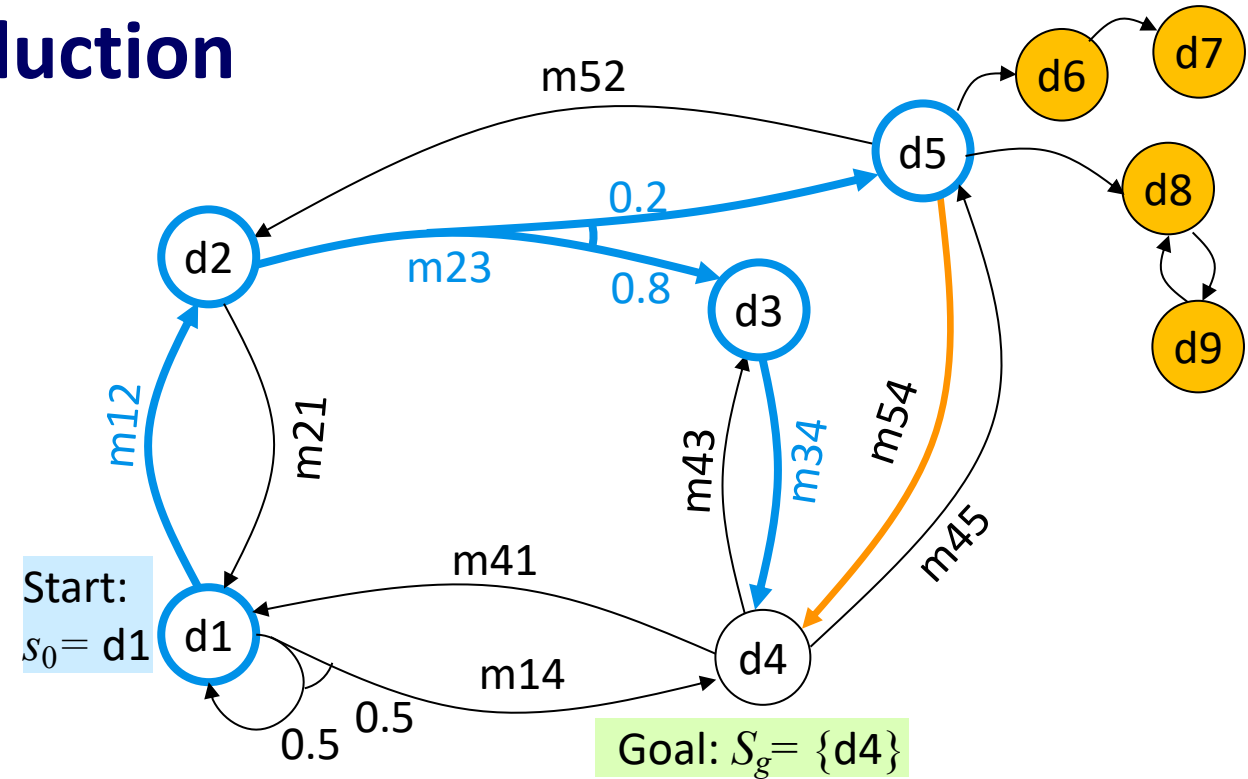 luction
d7
d6
m52
d5
d8
0.2
d2
m23
0.8
d3
d9
m12
m21
m43
m34
m54
m45
m41
Start:
s₀= d1
d1
d4
m14
0.5
0.5
Goal: S_g= {d4}